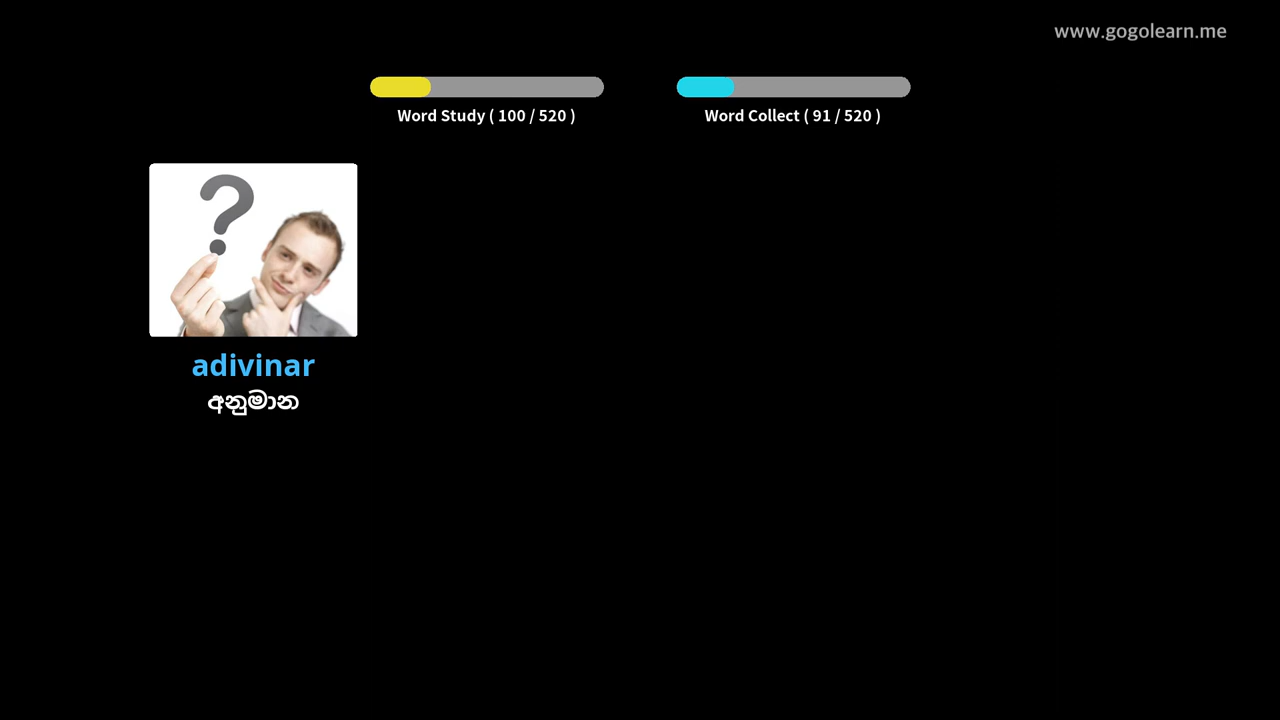 www.gogolearn.me
Word Study ( 100 / 520 )
Word Collect ( 91 / 520 )
?
adivinar
අනුමාන